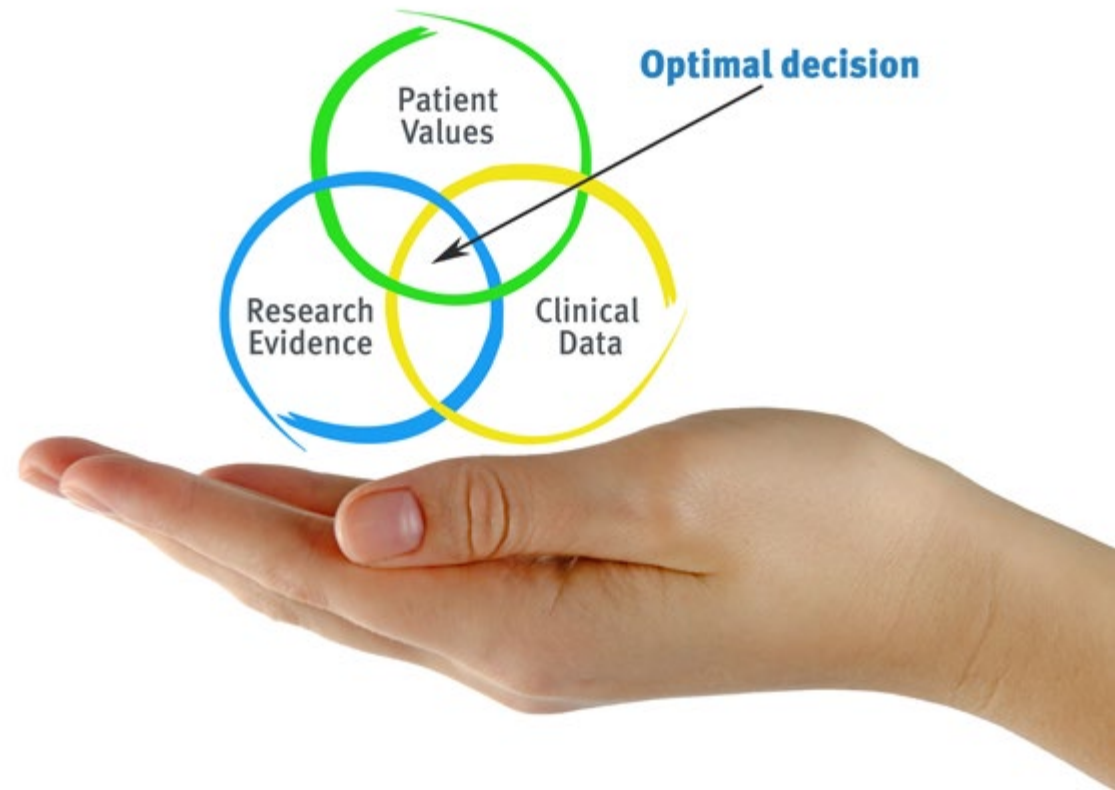 Optimal decision
Patient
Values
Research
Evidence
Clinical
Data